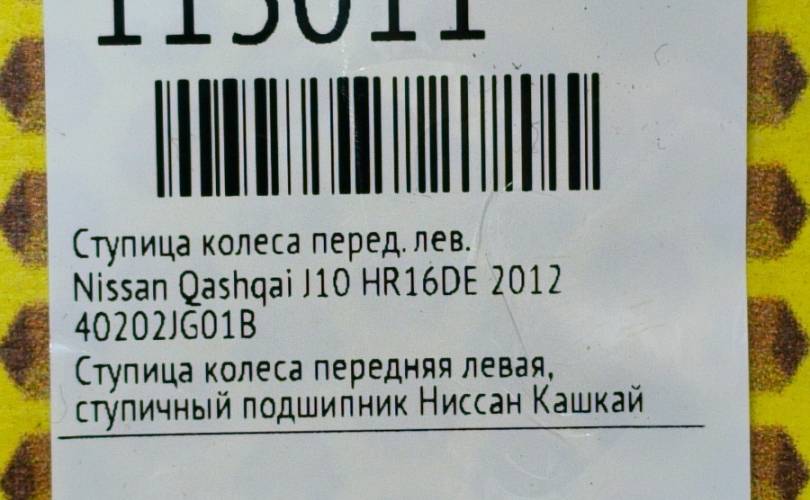 Ступица колеса перед. лев.
Nissan Qashqai J10 HR16DE 2012
40202JG01B
Ступица колеса передняя левая,
ступичный подшипник Ниссан Кашкай